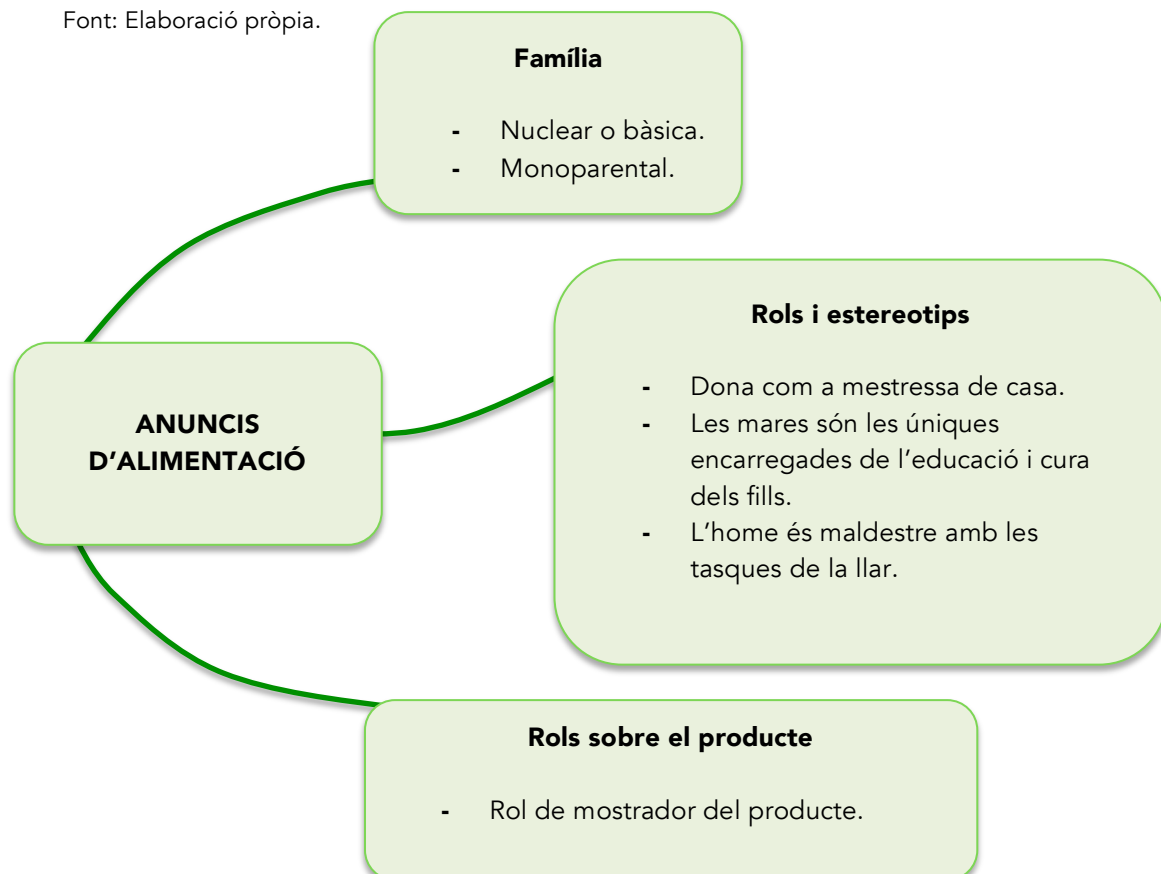 Font: Elaboració pròpia.
Família
- Nuclear o bàsica.
- Monoparental.
Rols i estereotips
- Dona com a mestressa de casa.
- Les mares són les úniques
encarregades de l’educació i cura
dels fills.
- L’home és maldestre amb les
tasques de la llar.
ANUNCIS
D’ALIMENTACIÓ
Rols sobre el producte
- Rol de mostrador del producte.